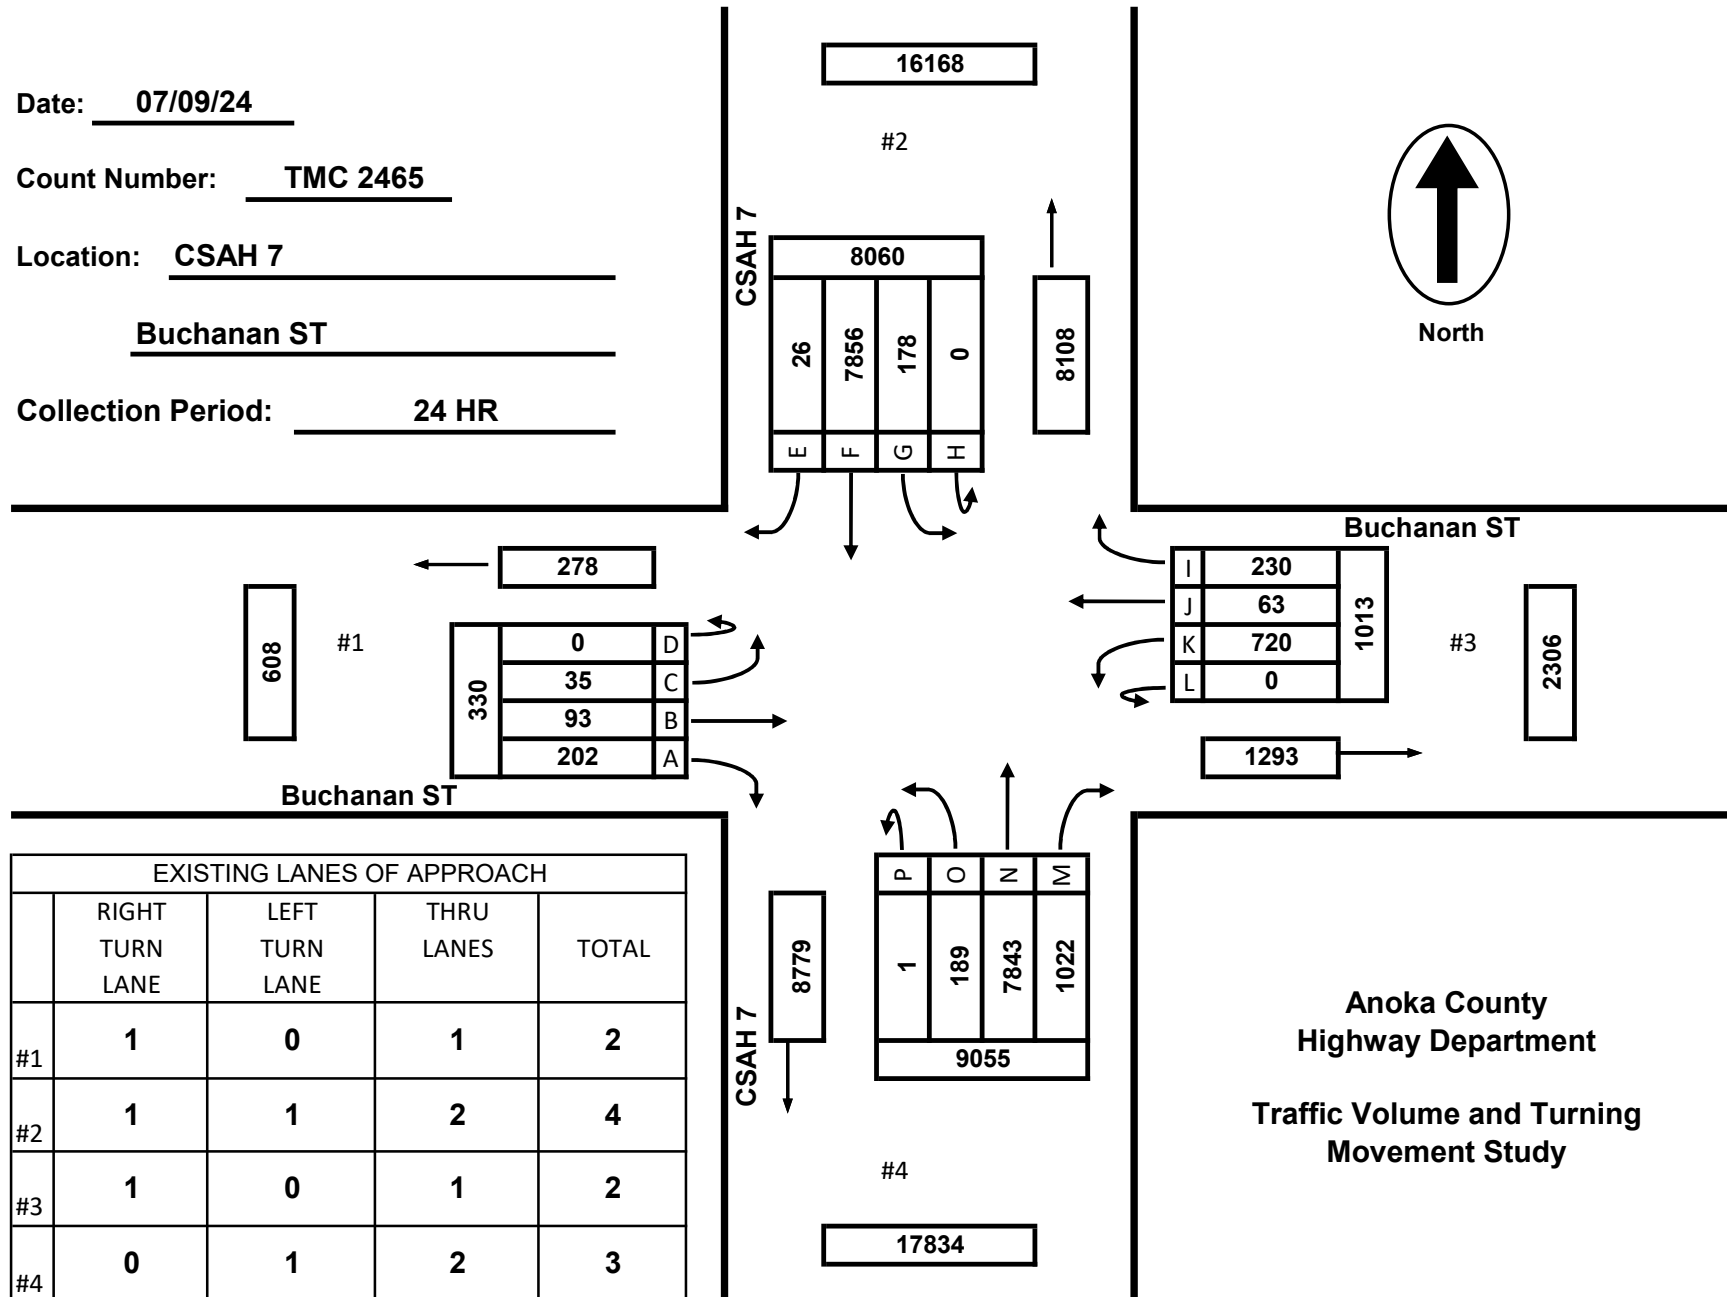 Date: 07/09/24
Count Number: TMC 2465
Location: CSAH 7
Buchanan ST
Collection Period: 24 HR
16168
#2
CSAH 7
8060
26 7856 178 0
E F G H
8108
North
Buchanan ST
278
608
#1
330
0 D
35 C
93 B
202 A
Buchanan ST
I 230
J 63
K 720
L 0
1013
#3
2306
1293
P O N M
1 189 7843 1022
9055
8779
CSAH 7
#4
17834
EXISTING LANES OF APPROACH
RIGHT TURN LANE LEFT TURN LANE THRU LANES TOTAL
#1 1 0 1 2
#2 1 1 2 4
#3 1 0 1 2
#4 0 1 2 3
Anoka County
Highway Department
Traffic Volume and Turning
Movement Study